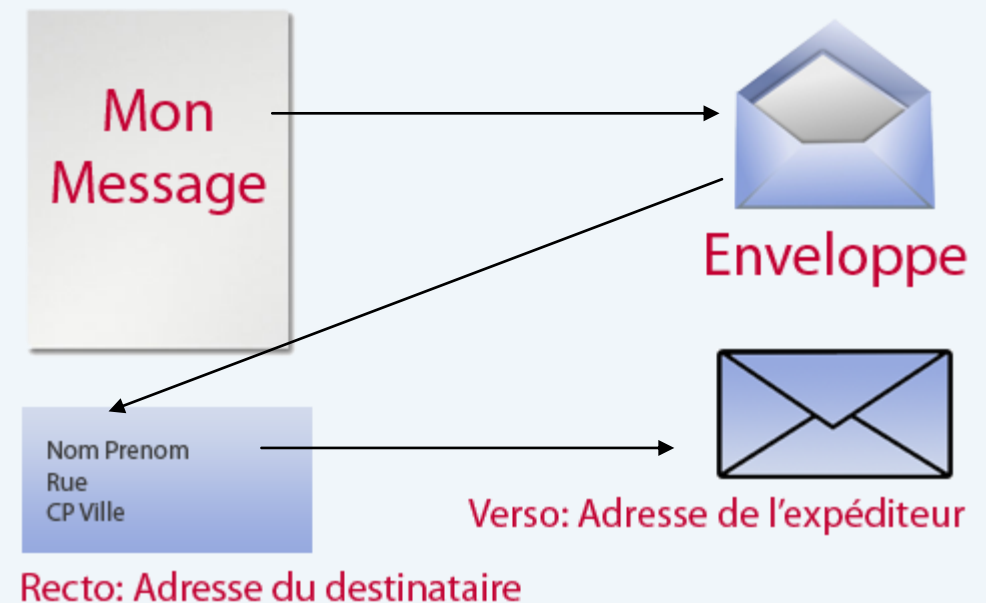 Mon
Message
Enveloppe
Nom Prenom
Rue
CP Ville
Verso: Adresse de l'expéditeur
Recto: Adresse du destinataire